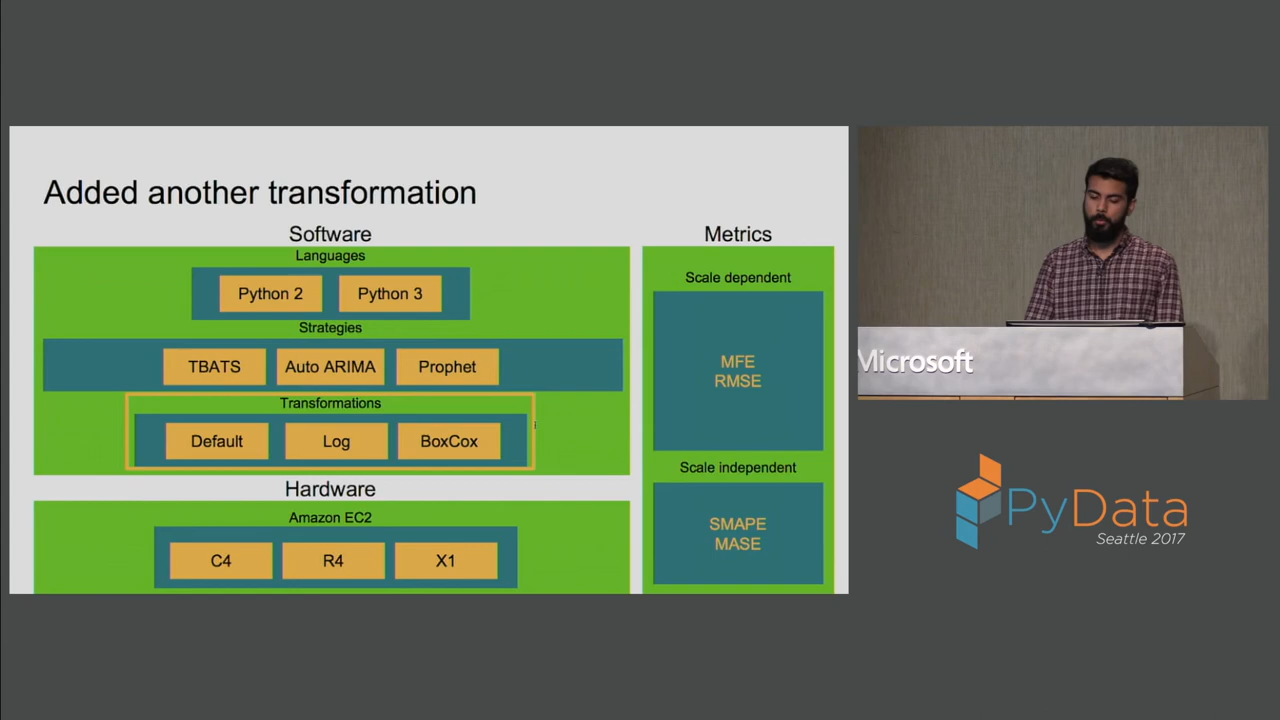 Added another transformation
Software
Languages
Python 2 Python 3
Strategies
TBATS Auto ARIMA Prophet
Transformations
Default Log BoxCox
Hardware
Amazon EC2
C4 R4 X1
Metrics
Scale dependent
MFE
RMSE
Scale independent
SMAPE
MASE
Microsoft
PyData
Seattle 2017